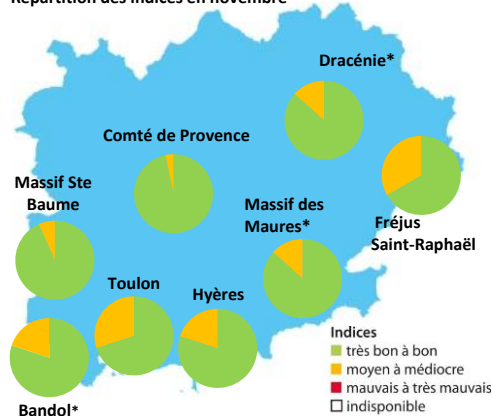 Répartition des indices en novembre
Dracénie*
Comté de Provence
Massif Ste
Baume
Massif des
Maures*
Fréjus
Saint-Raphaël
Toulon
Hyères
Bandol*
Indices
très bon à bon
moyen à médiocre
mauvais à très mauvais
indisponible